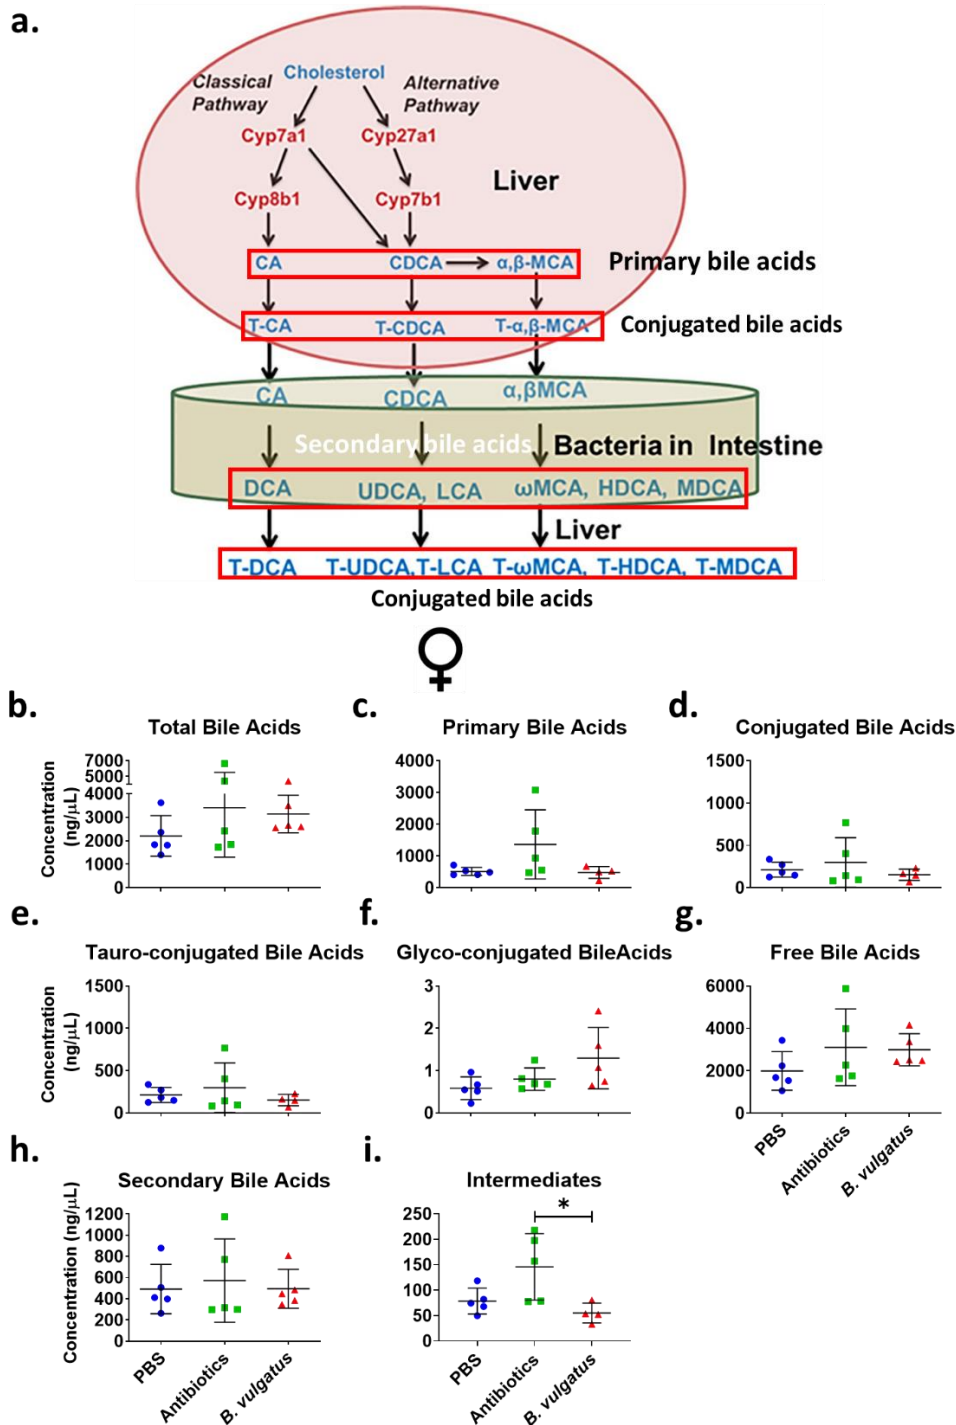 a.
Cholesterol
Classical Pathway
Alternative Pathway
Cyp7a1 Cyp27a1
Liver
Cyp8b1 Cyp7b1
CA CDCA α,β-MCA Primary bile acids
T-CA T-CDCA T-α,β-MCA Conjugated bile acids
CA CDCA α,βMCA
Secondary bile acids Bacteria in Intestine
DCA UDCA, LCA ωMCA, HDCA, MDCA
Liver
T-DCA T-UDCA,T-LCA T-ωMCA, T-HDCA, T-MDCA
Conjugated bile acids
♀
b.
Total Bile Acids
Concentration
(ng/μL)
7000
5000
4000
3000
2000
1000
0
c.
Primary Bile Acids
4000
3000
2000
1000
0
d.
Conjugated Bile Acids
1500
1000
500
0
e.
Tauro-conjugated Bile Acids
Concentration
(ng/μL)
1500
1000
500
0
f.
Glyco-conjugated BileAcids
3
2
1
0
g.
Free Bile Acids
6000
4000
2000
0
PBS
Antibiotics
B. vulgatus
h.
Secondary Bile Acids
Concentration (ng/μL)
1200
1000
800
600
400
200
0
PBS
Antibiotics
B. vulgatus
i.
Intermediates
*
250
200
150
100
50
0
PBS
Antibiotics
B. vulgatus